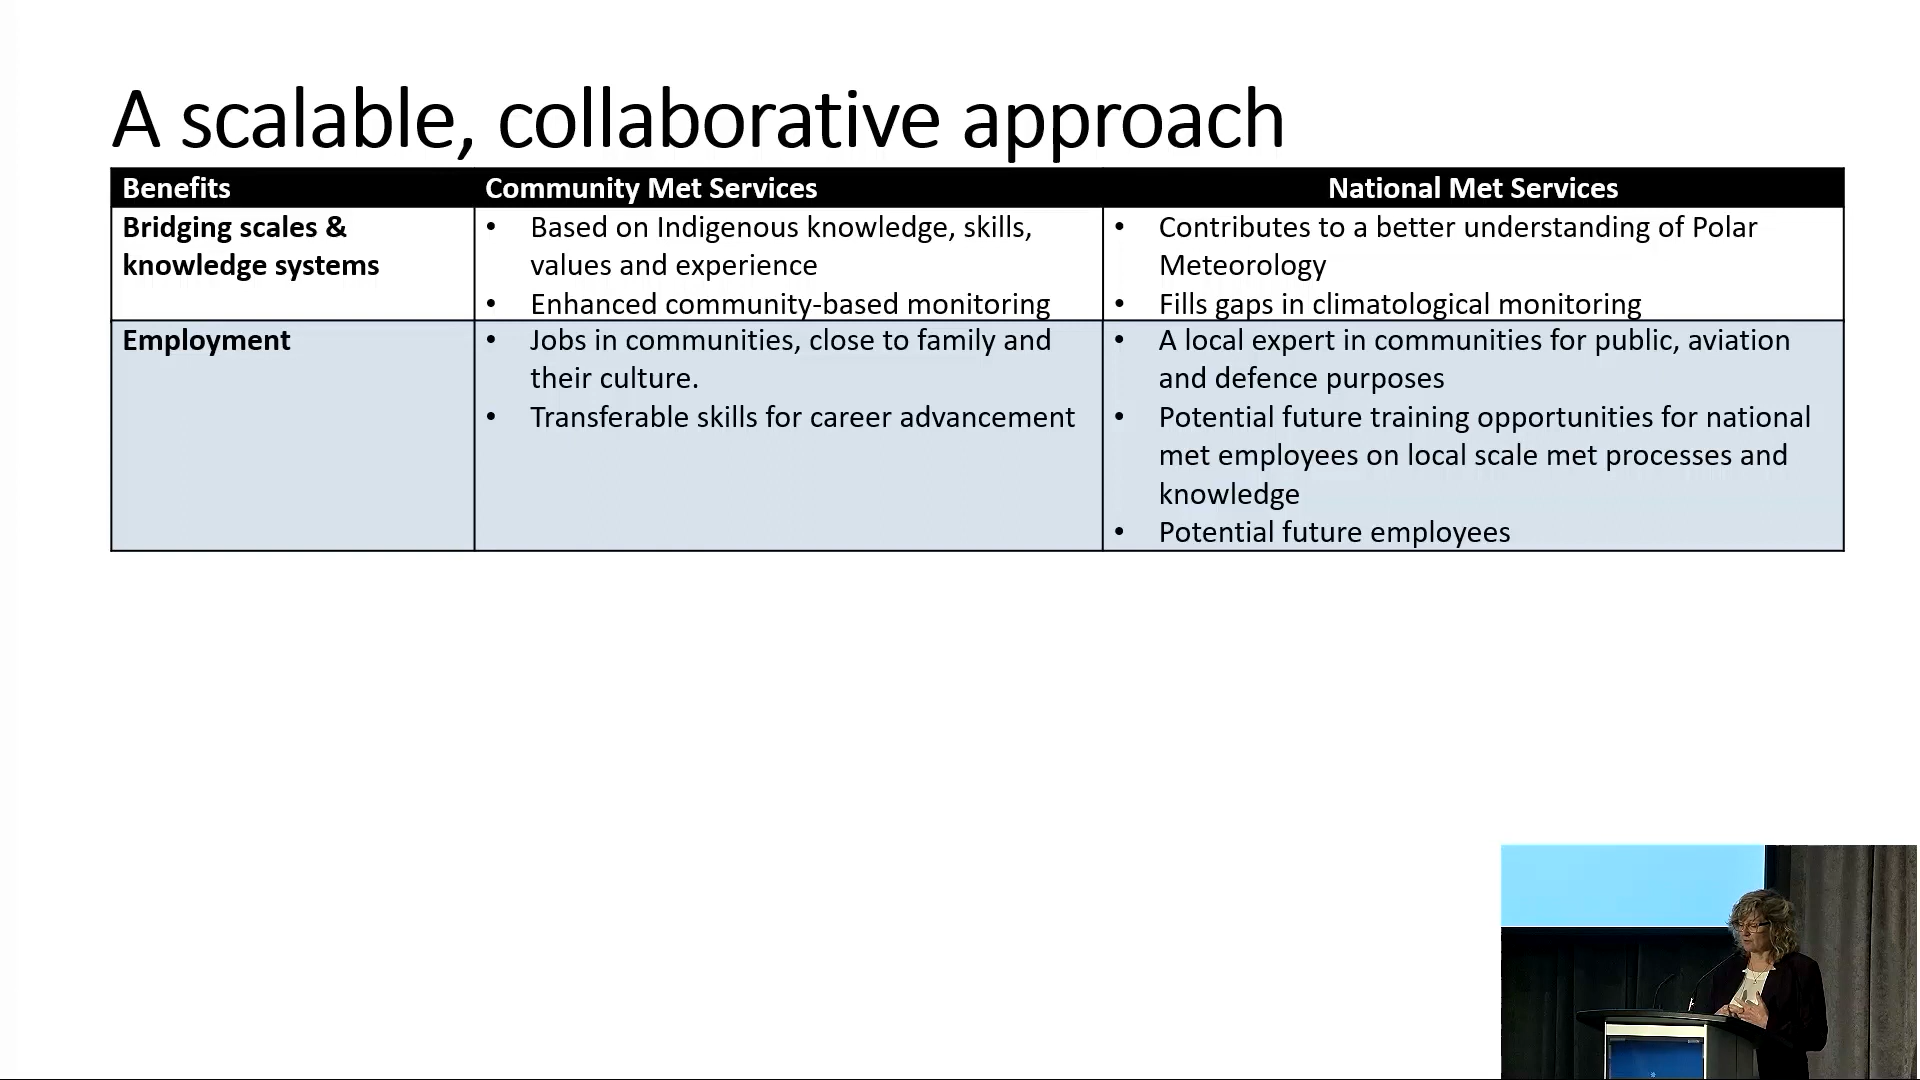 A scalable, collaborative approach
Benefits
Community Met Services
National Met Services
Bridging scales &
knowledge systems
• Based on Indigenous knowledge, skills,
values and experience
• Enhanced community-based monitoring
• Contributes to a better understanding of Polar
Meteorology
• Fills gaps in climatological monitoring
Employment
• Jobs in communities, close to family and
their culture.
• Transferable skills for career advancement
• A local expert in communities for public, aviation
and defence purposes
• Potential future training opportunities for national
met employees on local scale met processes and
knowledge
• Potential future employees